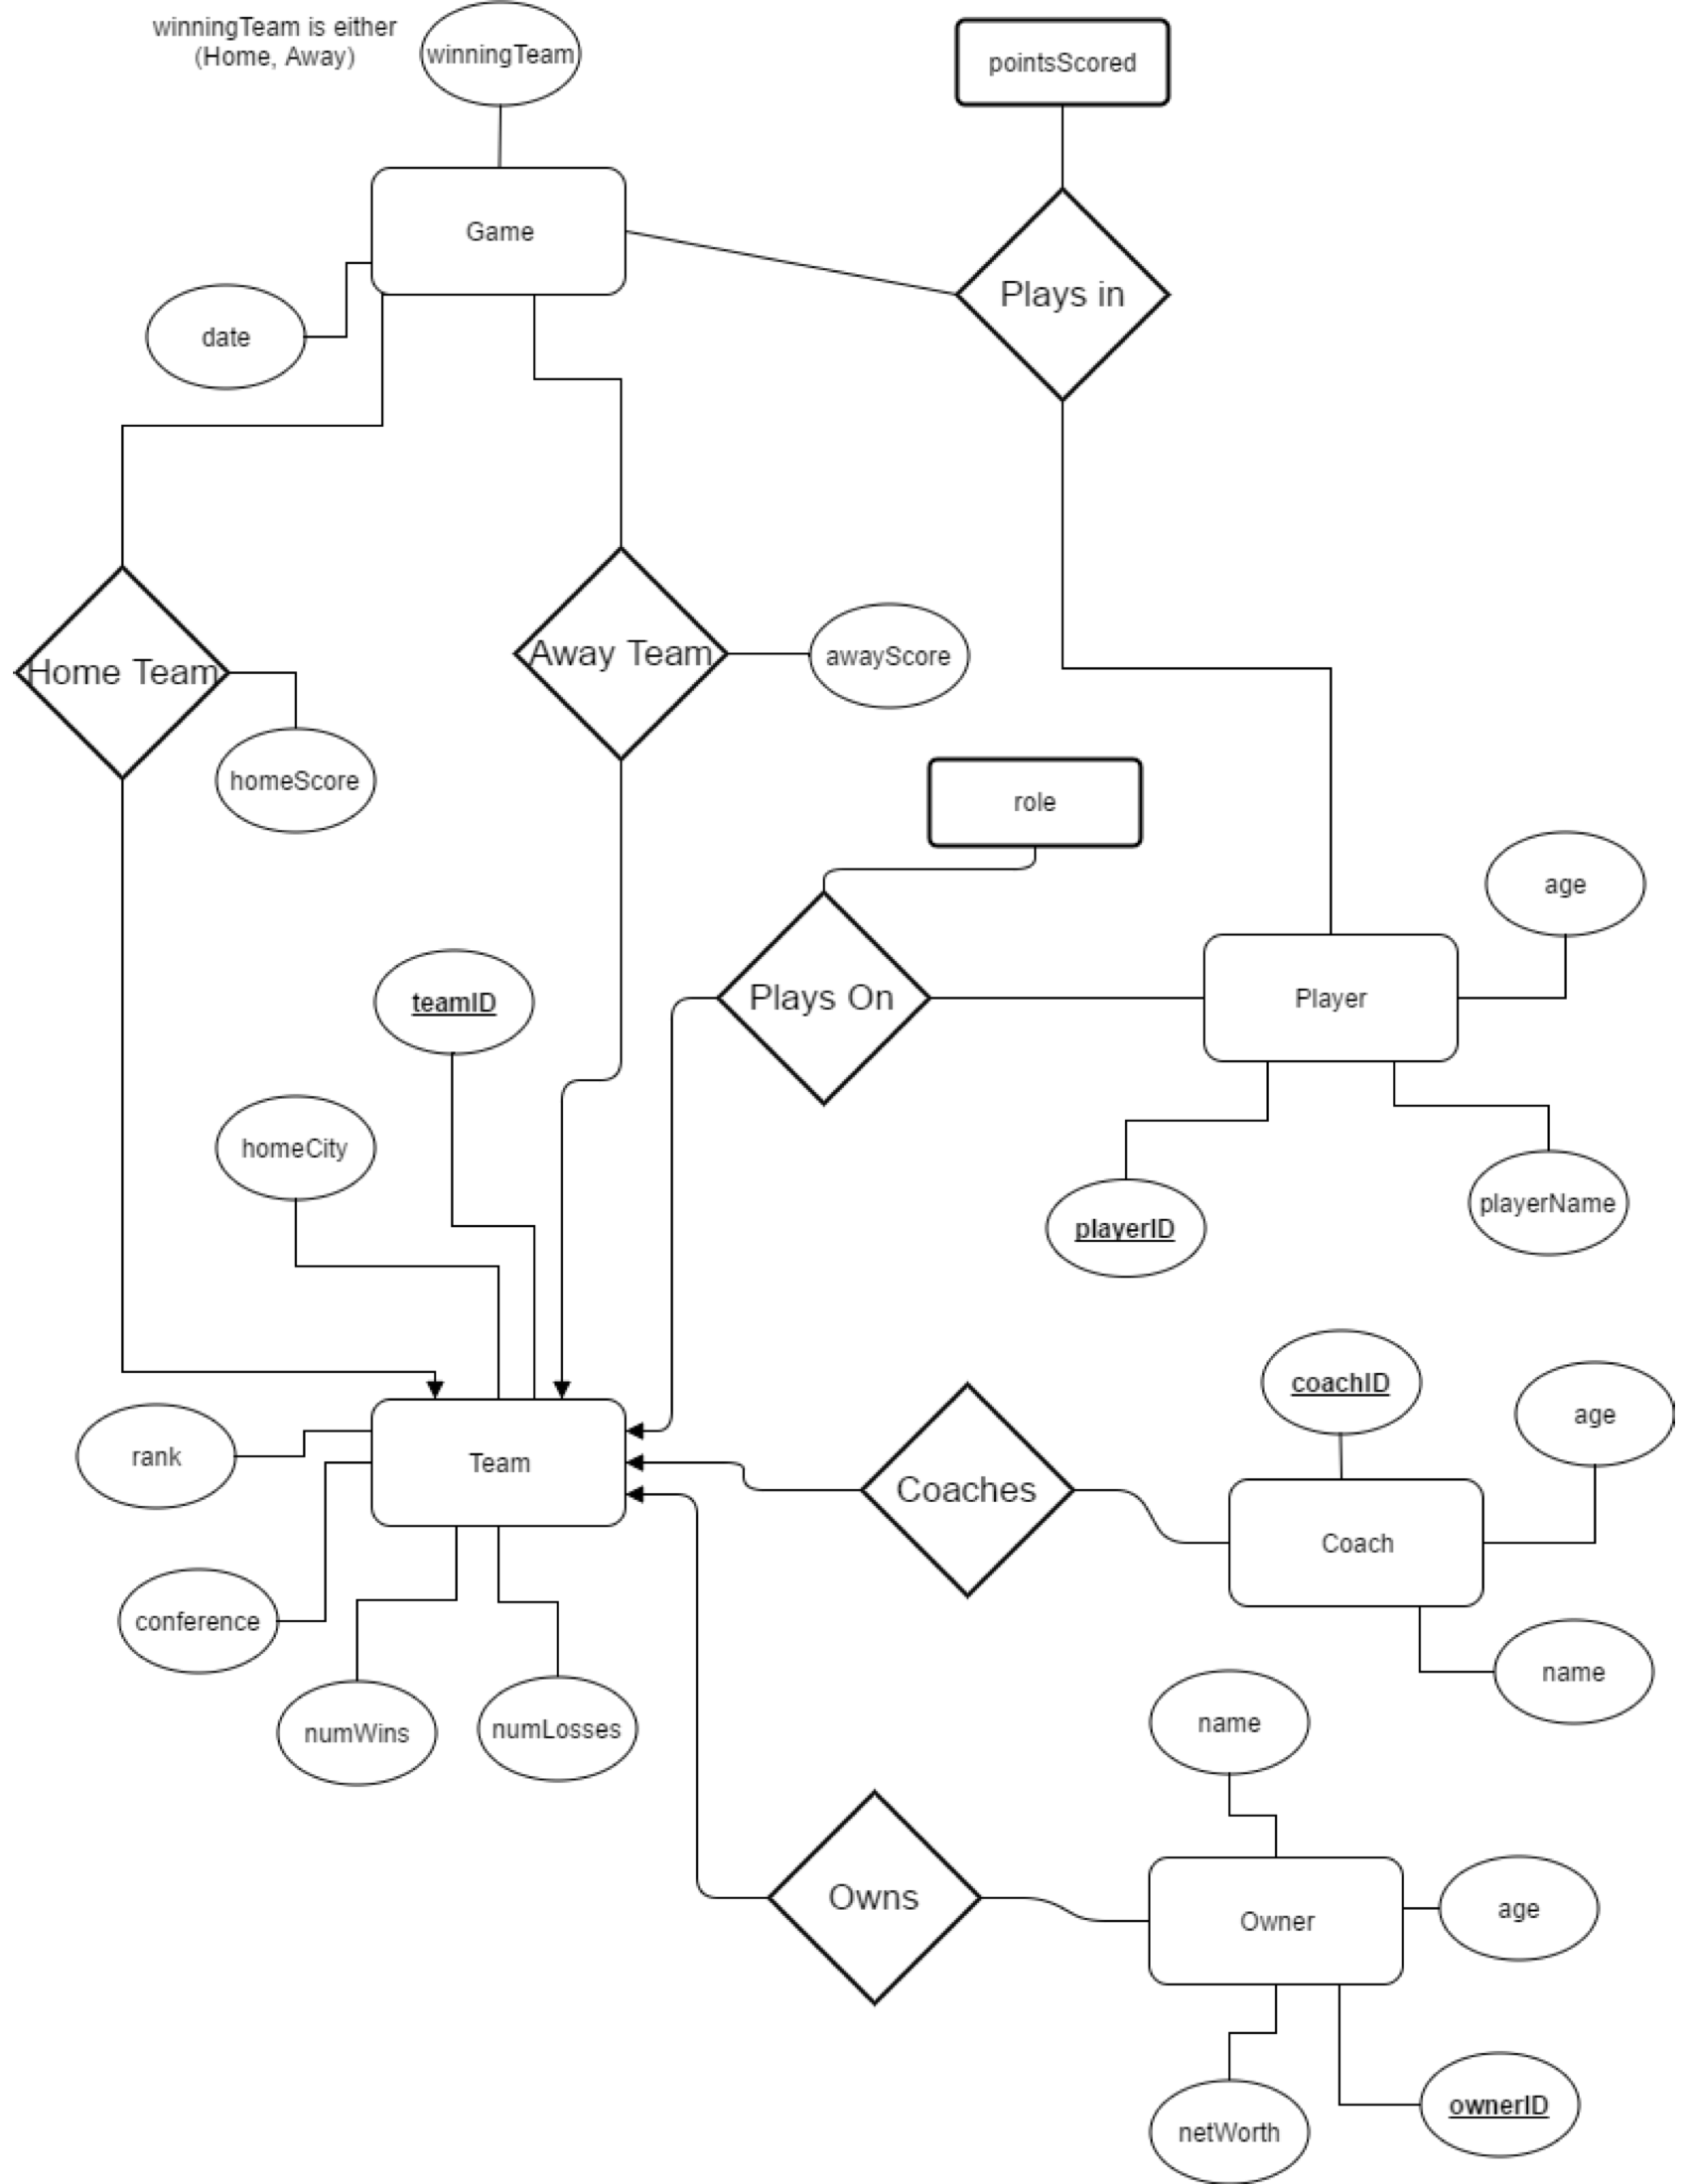 winningTeam is either
(Home, Away)
winningTeam
pointsScored
Game
Plays in
date
Home Team
Away Team
awayScore
homeScore
role
age
teamID
Plays On
Player
homeCity
playerID
playerName
coachID
age
rank
Team
Coaches
Coach
conference
name
numWins
numLosses
name
Owns
Owner
age
netWorth
ownerID